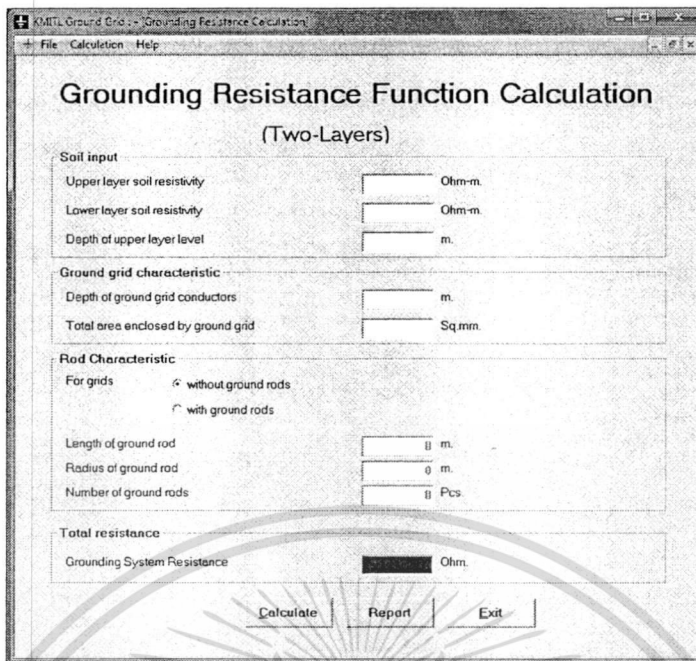 KMITL Ground Grid : - [Grounding Resistance Calculation]
File Calculation Help
Grounding Resistance Function Calculation
(Two-Layers)
Soil input
Upper layer soil resistivity Ohm-m.
Lower layer soil resistivity Ohm-m.
Depth of upper layer level m.
Ground grid characteristic
Depth of ground grid conductors m.
Total area enclosed by ground grid Sq.mm.
Rod Characteristic
For grids without ground rods
with ground rods
Length of ground rod 0 m.
Radius of ground rod 0 m.
Number of ground rods 0 Pcs.
Total resistance
Grounding System Resistance Ohm.
Calculate Report Exit